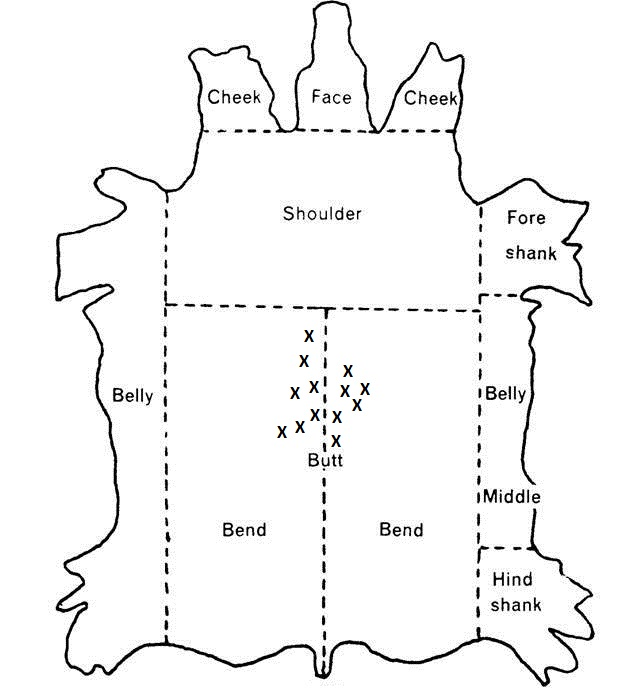 Cheek
Face
Cheek
Shoulder
Fore
shank
X
X
X
X
X
X
X
X
X
X
X
X
X
Belly
Belly
Butt
Middle
Bend
Bend
Hind
shank